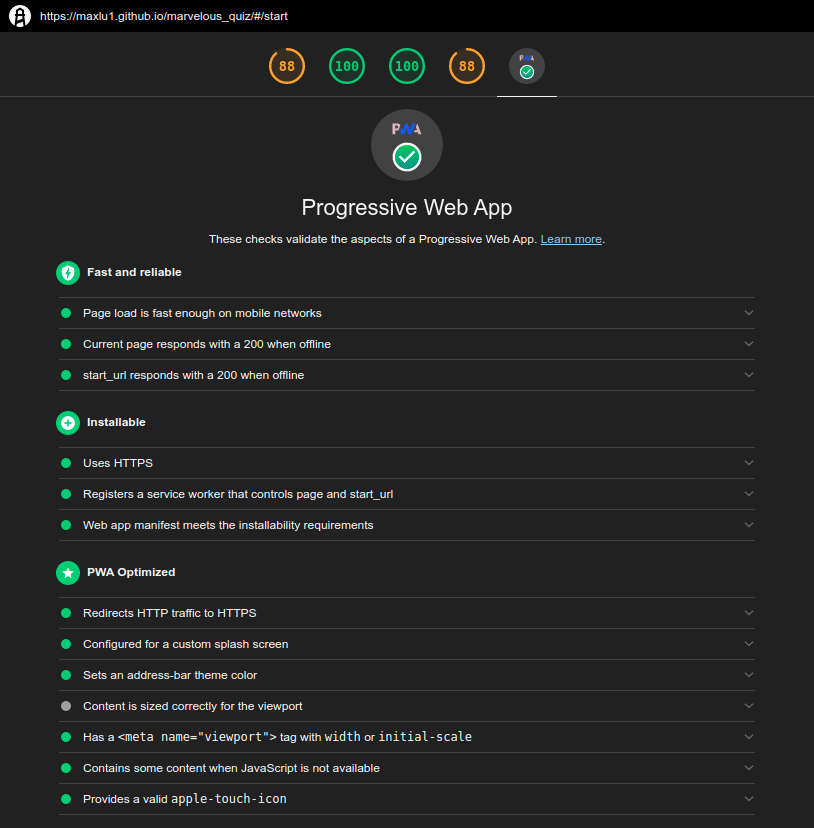 https://maxlu1.github.io/marvelous_quiz/#/start
88 100 100 88 PWA
PWA
Progressive Web App
These checks validate the aspects of a Progressive Web App. Learn more.
Fast and reliable
Page load is fast enough on mobile networks
Current page responds with a 200 when offline
start_url responds with a 200 when offline
Installable
Uses HTTPS
Registers a service worker that controls page and start_url
Web app manifest meets the installability requirements
PWA Optimized
Redirects HTTP traffic to HTTPS
Configured for a custom splash screen
Sets an address-bar theme color
Content is sized correctly for the viewport
Has a <meta name="viewport"> tag with width or initial-scale
Contains some content when JavaScript is not available
Provides a valid apple-touch-icon